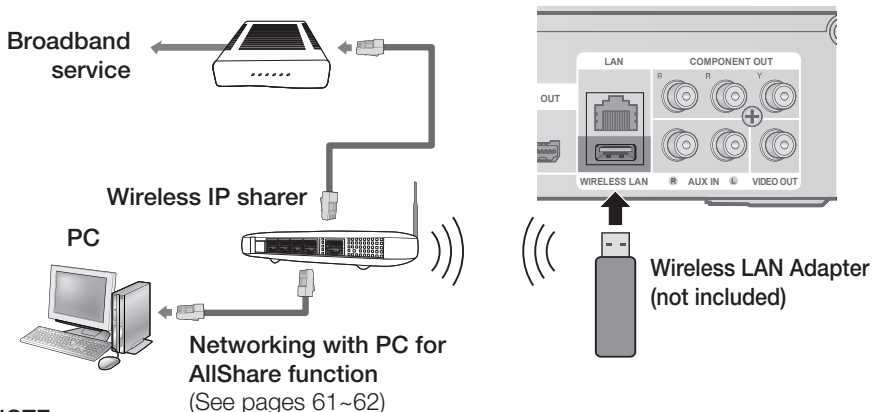 Broadband
service
Wireless IP sharer
PC
Networking with PC for
AllShare function
(See pages 61~62)
LAN
COMPONENT OUT
R R Y
OUT
WIRELESS LAN
R AUX IN L VIDEO OUT
Wireless LAN Adapter
(not included)